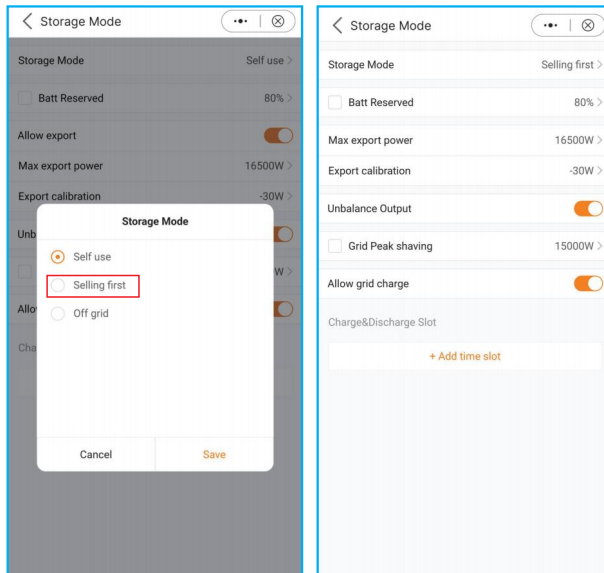 Storage Mode
Storage Mode Self use >
Batt Reserved 80% >
Allow export
Max export power 16500W >
Export calibration -30W >
Unb
W >
Allo
Cha
Storage Mode
Self use
Selling first
Off grid
Cancel Save
Storage Mode
Storage Mode Selling first >
Batt Reserved 80% >
Max export power 16500W >
Export calibration -30W >
Unbalance Output
Grid Peak shaving 15000W >
Allow grid charge
Charge&Discharge Slot
+ Add time slot